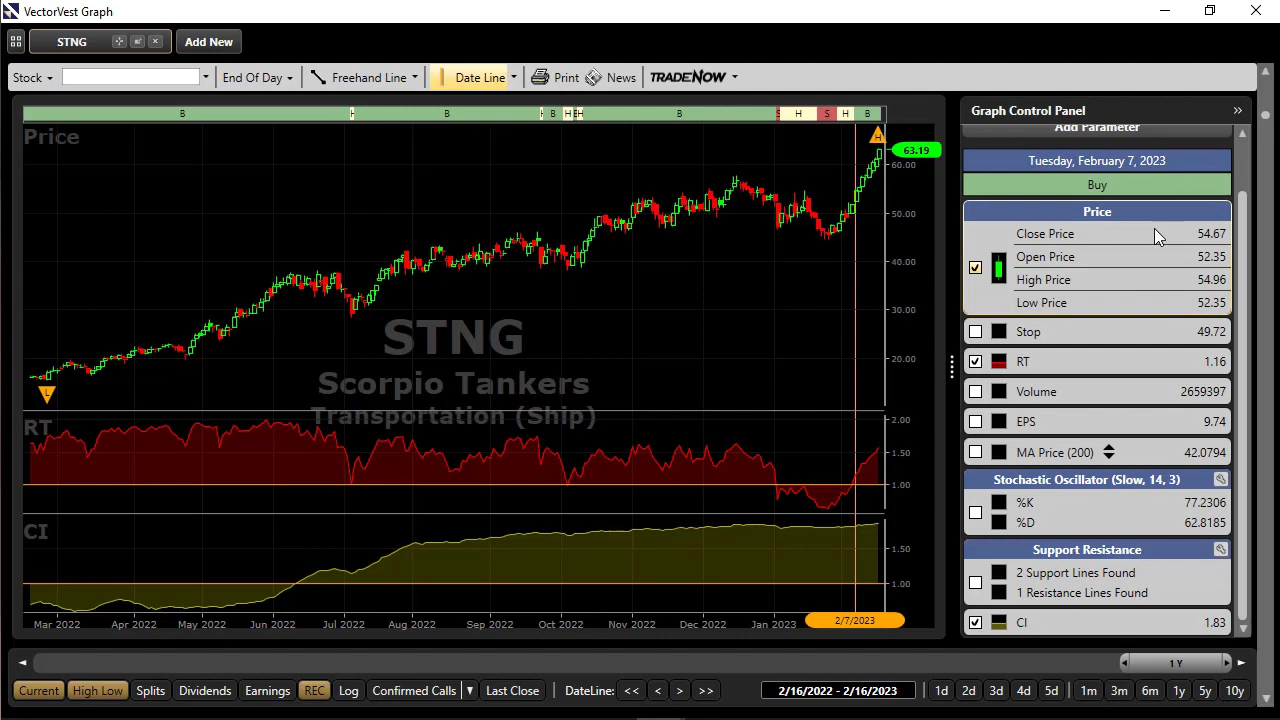 VectorVest Graph
STNG
Add New
Stock
End Of Day
Freehand Line
Date Line
Print
News
TRADENOW
B H B H B H B H S H S H B
Price
H
63.19
60.00
50.00
40.00
30.00
20.00
STNG
Scorpio Tankers
Transportation (Ship)
L
RT
2.00
1.50
1.00
CI
1.50
1.00
Mar 2022 Apr 2022 May 2022 Jun 2022 Jul 2022 Aug 2022 Sep 2022 Oct 2022 Nov 2022 Dec 2022 Jan 2023 2/7/2023
Graph Control Panel
Add Parameter
Tuesday, February 7, 2023
Buy
Price
Close Price 54.67
Open Price 52.35
High Price 54.96
Low Price 52.35
Stop 49.72
RT 1.16
Volume 2659397
EPS 9.74
MA Price (200) 42.0794
Stochastic Oscillator (Slow, 14, 3)
%K 77.2306
%D 62.8185
Support Resistance
2 Support Lines Found
1 Resistance Lines Found
CI 1.83
1 Y
Current High Low Splits Dividends Earnings REC Log Confirmed Calls Last Close DateLine: << < > >> 2/16/2022 - 2/16/2023 1d 2d 3d 4d 5d 1m 3m 6m 1y 5y 10y